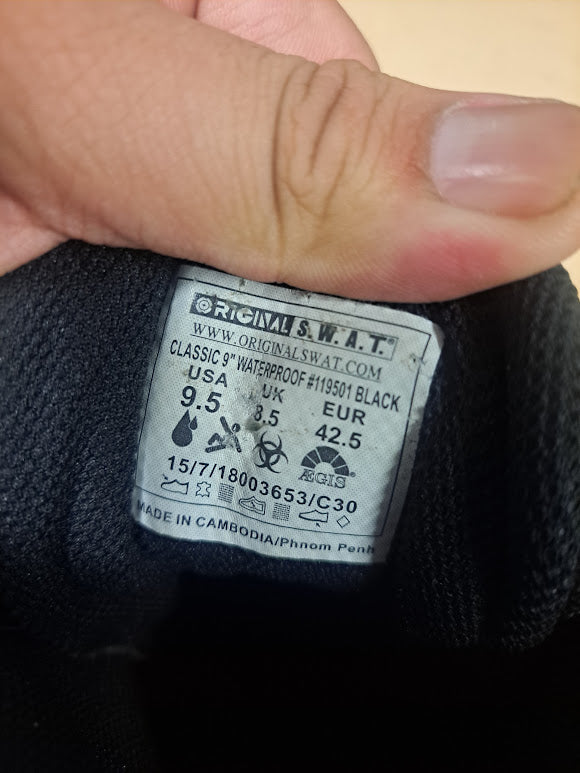 ORIGINAL S.W.A.T.®
WWW.ORIGINALSWAT.COM
CLASSIC 9" WATERPROOF #119501 BLACK
USA UK EUR
9.5 8.5 42.5
ÆGIS®
15/7/18003653/C30
MADE IN CAMBODIA/Phnom Penh